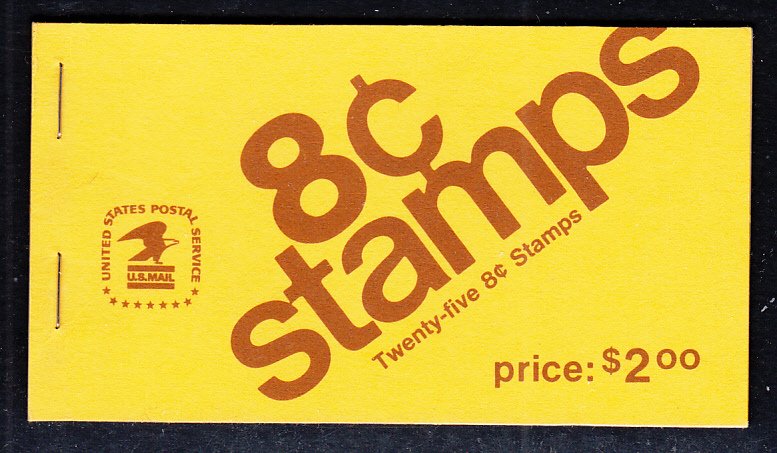 8¢
stamps
Twenty-five 8¢ Stamps
UNITED STATES POSTAL SERVICE
U.S.MAIL
price: $2.00